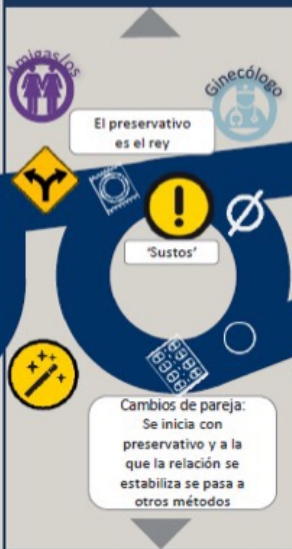 Amigas/os
Ginecólogo
El preservativo
es el rey
'Sustos'
Cambios de pareja:
Se inicia con
preservativo y a la
que la relación se
estabiliza se pasa a
otros métodos